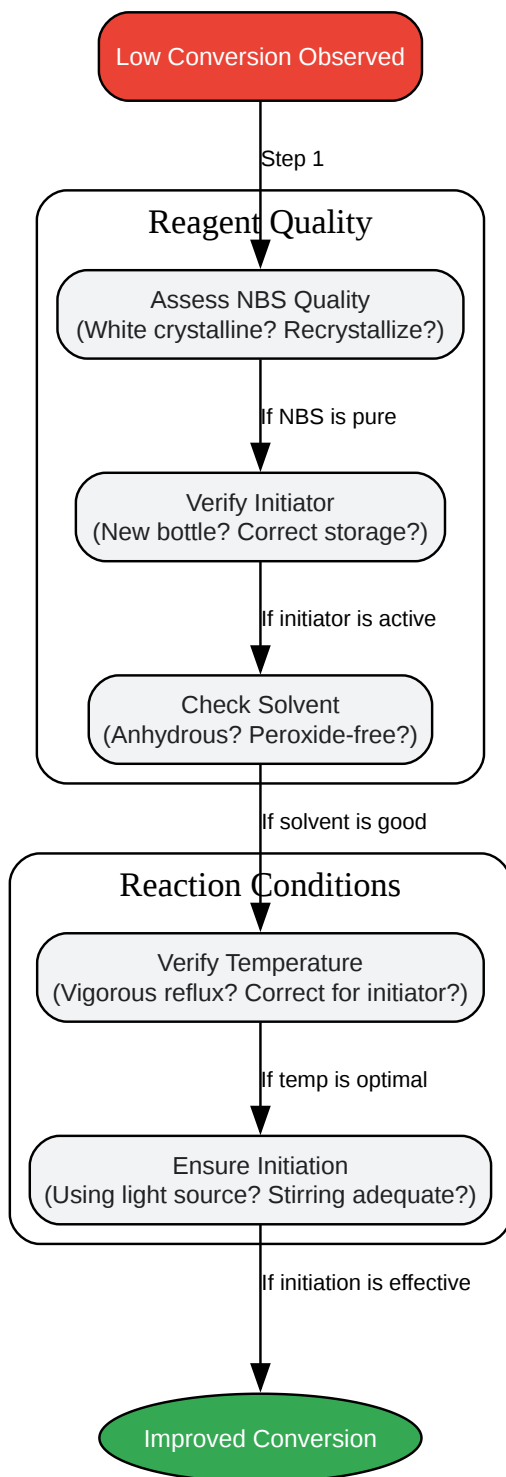 Low Conversion Observed
Step 1
Reagent Quality
Assess NBS Quality
(White crystalline? Recrystallize?)
If NBS is pure
Verify Initiator
(New bottle? Correct storage?)
If initiator is active
Check Solvent
(Anhydrous? Peroxide-free?)
If solvent is good
Reaction Conditions
Verify Temperature
(Vigorous reflux? Correct for initiator?)
If temp is optimal
Ensure Initiation
(Using light source? Stirring adequate?)
If initiation is effective
Improved Conversion